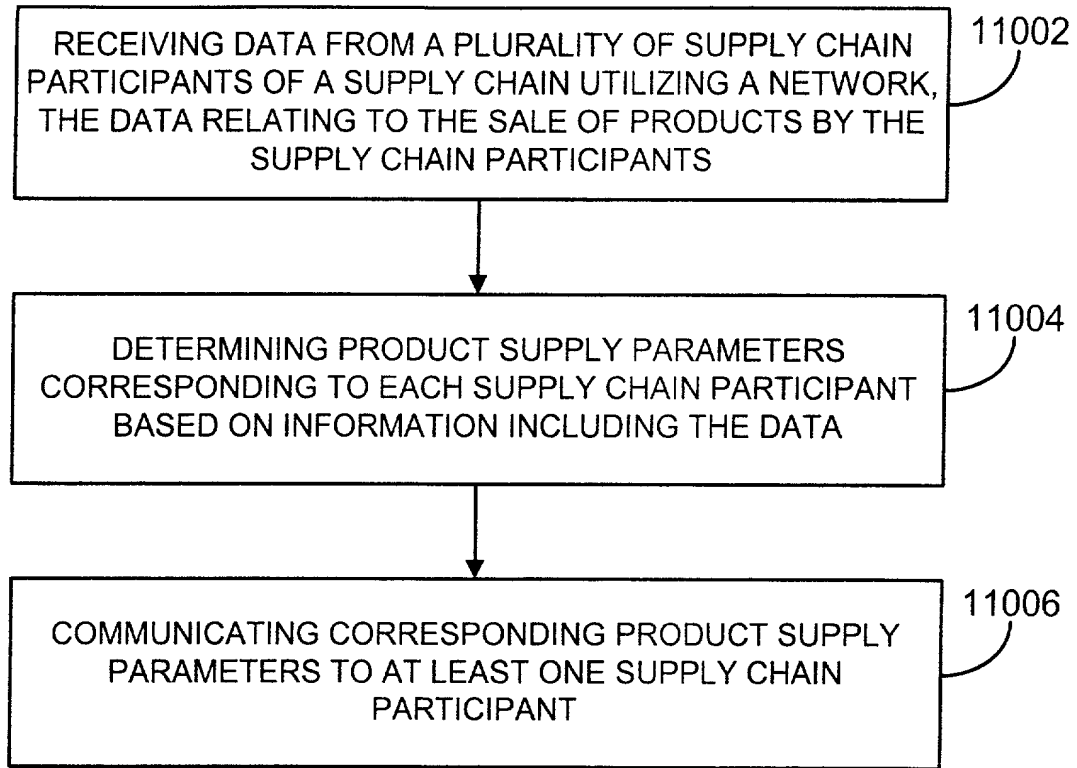 RECEIVING DATA FROM A PLURALITY OF SUPPLY CHAIN
PARTICIPANTS OF A SUPPLY CHAIN UTILIZING A NETWORK,
THE DATA RELATING TO THE SALE OF PRODUCTS BY THE
SUPPLY CHAIN PARTICIPANTS
11002
DETERMINING PRODUCT SUPPLY PARAMETERS
CORRESPONDING TO EACH SUPPLY CHAIN PARTICIPANT
BASED ON INFORMATION INCLUDING THE DATA
11004
COMMUNICATING CORRESPONDING PRODUCT SUPPLY
PARAMETERS TO AT LEAST ONE SUPPLY CHAIN
PARTICIPANT
11006